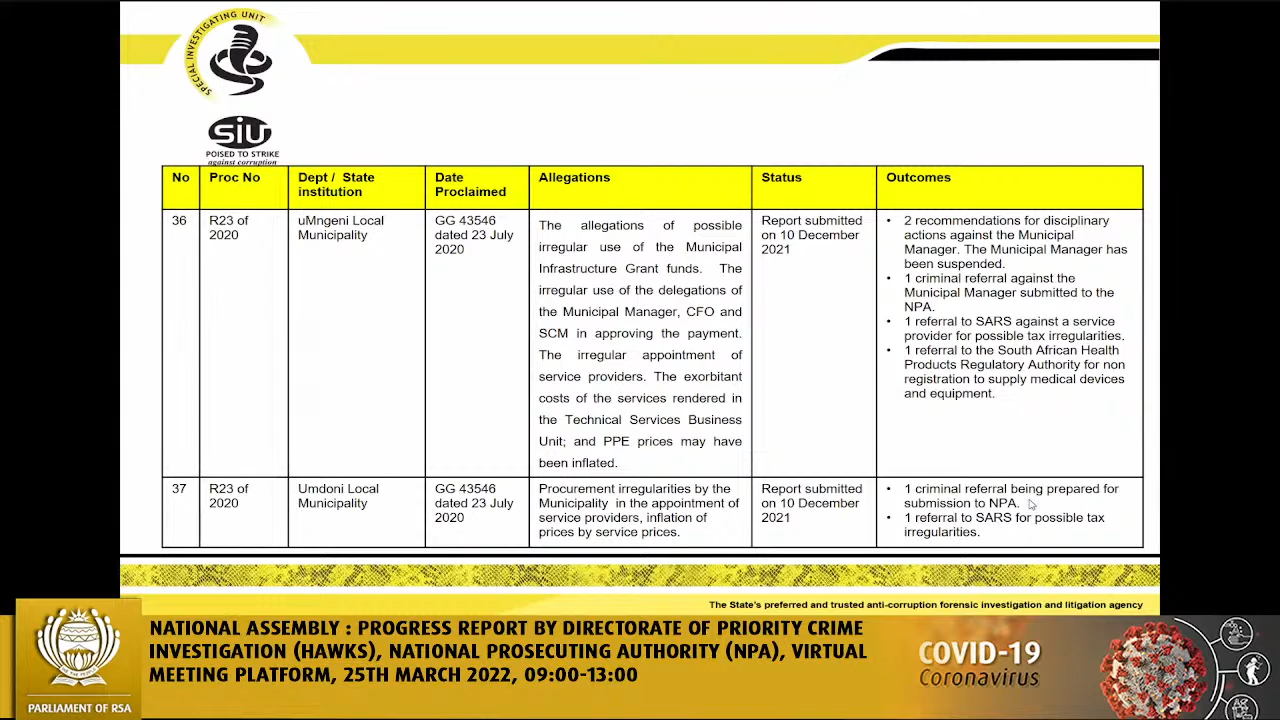 SPECIAL INVESTIGATING UNIT
SiU
POISED TO STRIKE
against corruption
No
Proc No
Dept / State
institution
Date
Proclaimed
Allegations
Status
Outcomes
36
R23 of
2020
uMngeni Local
Municipality
GG 43546
dated 23 July
2020
The allegations of possible
irregular use of the Municipal
Infrastructure Grant funds. The
irregular use of the delegations of
the Municipal Manager, CFO and
SCM in approving the payment.
The irregular appointment of
service providers. The exorbitant
costs of the services rendered in
the Technical Services Business
Unit; and PPE prices may have
been inflated.
Report submitted
on 10 December
2021
• 2 recommendations for disciplinary
actions against the Municipal
Manager. The Municipal Manager has
been suspended.
• 1 criminal referral against the
Municipal Manager submitted to the
NPA.
• 1 referral to SARS against a service
provider for possible tax irregularities.
• 1 referral to the South African Health
Products Regulatory Authority for non
registration to supply medical devices
and equipment.
37
R23 of
2020
Umdoni Local
Municipality
GG 43546
dated 23 July
2020
Procurement irregularities by the
Municipality in the appointment of
service providers, inflation of
prices by service prices.
Report submitted
on 10 December
2021
• 1 criminal referral being prepared for
submission to NPA.
• 1 referral to SARS for possible tax
irregularities.
The State's preferred and trusted anti-corruption forensic investigation and litigation agency
NATIONAL ASSEMBLY : PROGRESS REPORT BY DIRECTORATE OF PRIORITY CRIME
INVESTIGATION (HAWKS), NATIONAL PROSECUTING AUTHORITY (NPA), VIRTUAL
MEETING PLATFORM, 25TH MARCH 2022, 09:00-13:00
PARLIAMENT OF RSA
COVID-19
Coronavirus